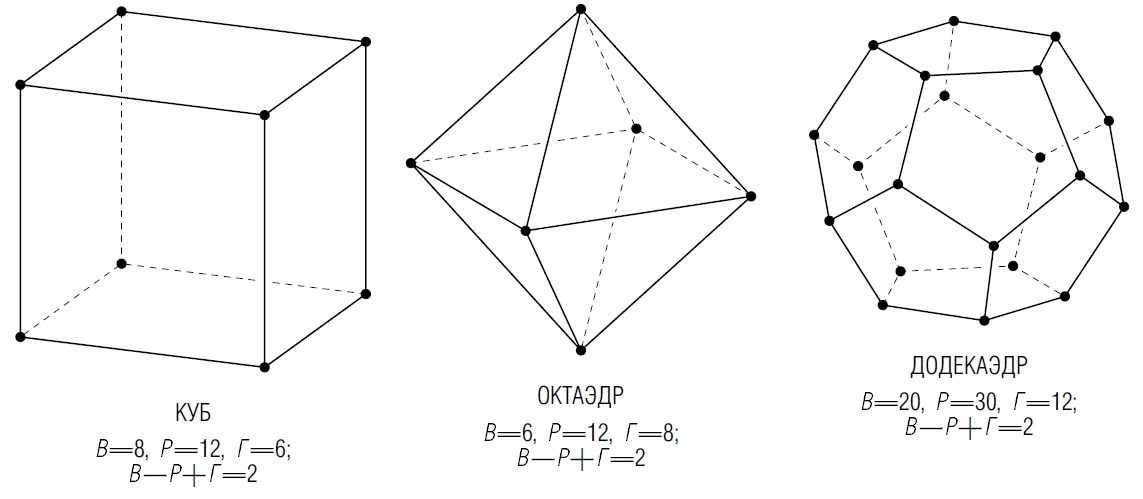 КУБ
В=8, Р=12, Г=6;
В—Р+Г=2
ОКТАЭДР
В=6, Р=12, Г=8;
В—Р+Г=2
ДОДЕКАЭДР
В=20, Р=30, Г=12;
В—Р+Г=2